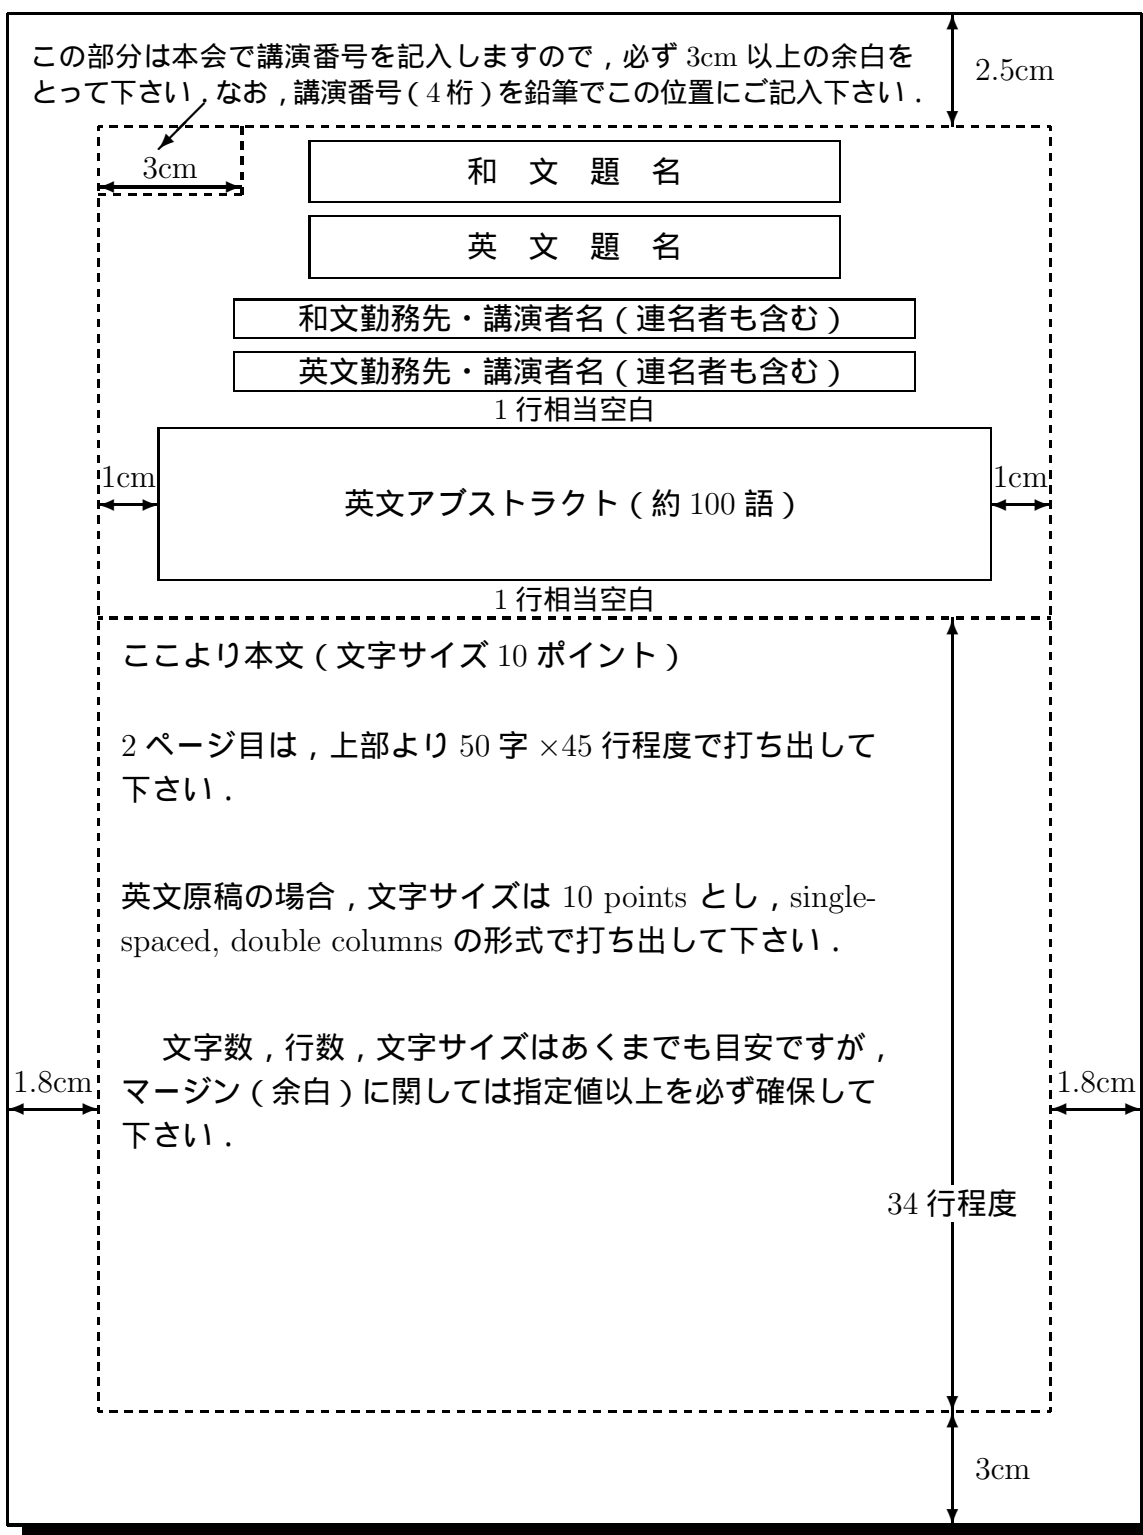 この部分は本会で講演番号を記入しますので，必ず 3cm 以上の余白を
とって下さい．なお，講演番号（4 桁）を鉛筆でこの位置にご記入下さい．
2.5cm
3cm
和 文 題 名
英 文 題 名
和文勤務先・講演者名（連名者も含む）
英文勤務先・講演者名（連名者も含む）
1 行相当空白
1cm
英文アブストラクト（約 100 語）
1cm
1 行相当空白
ここより本文（文字サイズ 10 ポイント）
2 ページ目は，上部より 50 字 ×45 行程度で打ち出して
下さい．
英文原稿の場合，文字サイズは 10 points とし，single-
spaced, double columns の形式で打ち出して下さい．
文字数，行数，文字サイズはあくまでも目安ですが，
マージン（余白）に関しては指定値以上を必ず確保して
下さい．
1.8cm
1.8cm
34 行程度
3cm